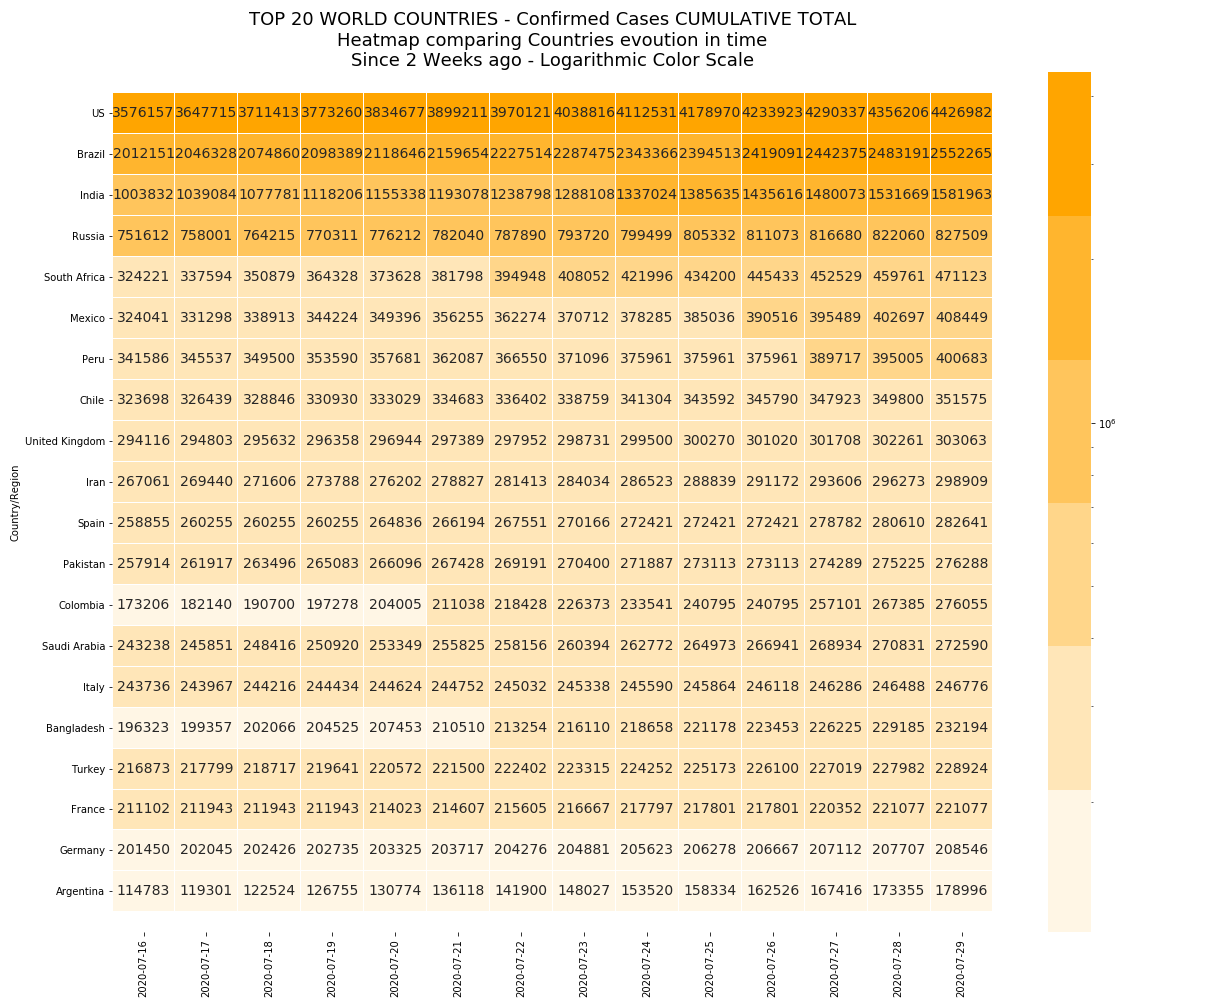 TOP 20 WORLD COUNTRIES - Confirmed Cases CUMULATIVE TOTAL
Heatmap comparing Countries evoution in time
Since 2 Weeks ago - Logarithmic Color Scale
US 3576157 3647715 3711413 3773260 3834677 3899211 3970121 4038816 4112531 4178970 4233923 4290337 4356206 4426982
Brazil 2012151 2046328 2074860 2098389 2118646 2159654 2227514 2287475 2343366 2394513 2419091 2442375 2483191 2552265
India 1003832 1039084 1077781 1118206 1155338 1193078 1238798 1288108 1337024 1385635 1435616 1480073 1531669 1581963
Russia 751612 758001 764215 770311 776212 782040 787890 793720 799499 805332 811073 816680 822060 827509
South Africa 324221 337594 350879 364328 373628 381798 394948 408052 421996 434200 445433 452529 459761 471123
Mexico 324041 331298 338913 344224 349396 356255 362274 370712 378285 385036 390516 395489 402697 408449
Peru 341586 345537 349500 353590 357681 362087 366550 371096 375961 375961 375961 389717 395005 400683
Chile 323698 326439 328846 330930 333029 334683 336402 338759 341304 343592 345790 347923 349800 351575
United Kingdom 294116 294803 295632 296358 296944 297389 297952 298731 299500 300270 301020 301708 302261 303063
Iran 267061 269440 271606 273788 276202 278827 281413 284034 286523 288839 291172 293606 296273 298909
Spain 258855 260255 260255 260255 264836 266194 267551 270166 272421 272421 272421 278782 280610 282641
Pakistan 257914 261917 263496 265083 266096 267428 269191 270400 271887 273113 273113 274289 275225 276288
Colombia 173206 182140 190700 197278 204005 211038 218428 226373 233541 240795 240795 257101 267385 276055
Saudi Arabia 243238 245851 248416 250920 253349 255825 258156 260394 262772 264973 266941 268934 270831 272590
Italy 243736 243967 244216 244434 244624 244752 245032 245338 245590 245864 246118 246286 246488 246776
Bangladesh 196323 199357 202066 204525 207453 210510 213254 216110 218658 221178 223453 226225 229185 232194
Turkey 216873 217799 218717 219641 220572 221500 222402 223315 224252 225173 226100 227019 227982 228924
France 211102 211943 211943 211943 214023 214607 215605 216667 217797 217801 217801 220352 221077 221077
Germany 201450 202045 202426 202735 203325 203717 204276 204881 205623 206278 206667 207112 207707 208546
Argentina 114783 119301 122524 126755 130774 136118 141900 148027 153520 158334 162526 167416 173355 178996
2020-07-16 2020-07-17 2020-07-18 2020-07-19 2020-07-20 2020-07-21 2020-07-22 2020-07-23 2020-07-24 2020-07-25 2020-07-26 2020-07-27 2020-07-28 2020-07-29
Country/Region
10⁶